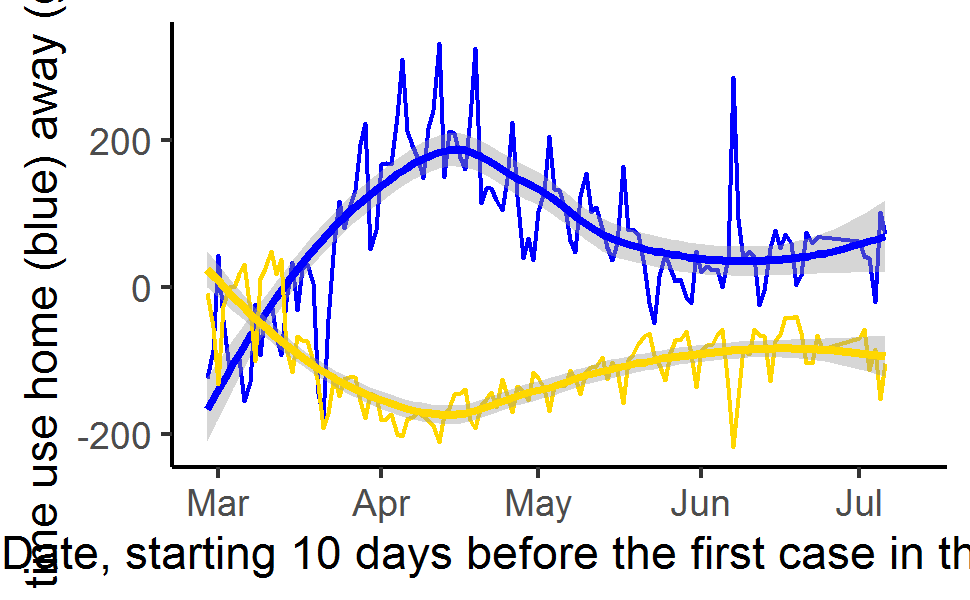 time use home (blue) away (
200
0
-200
Mar Apr May Jun Jul
Date, starting 10 days before the first case in th